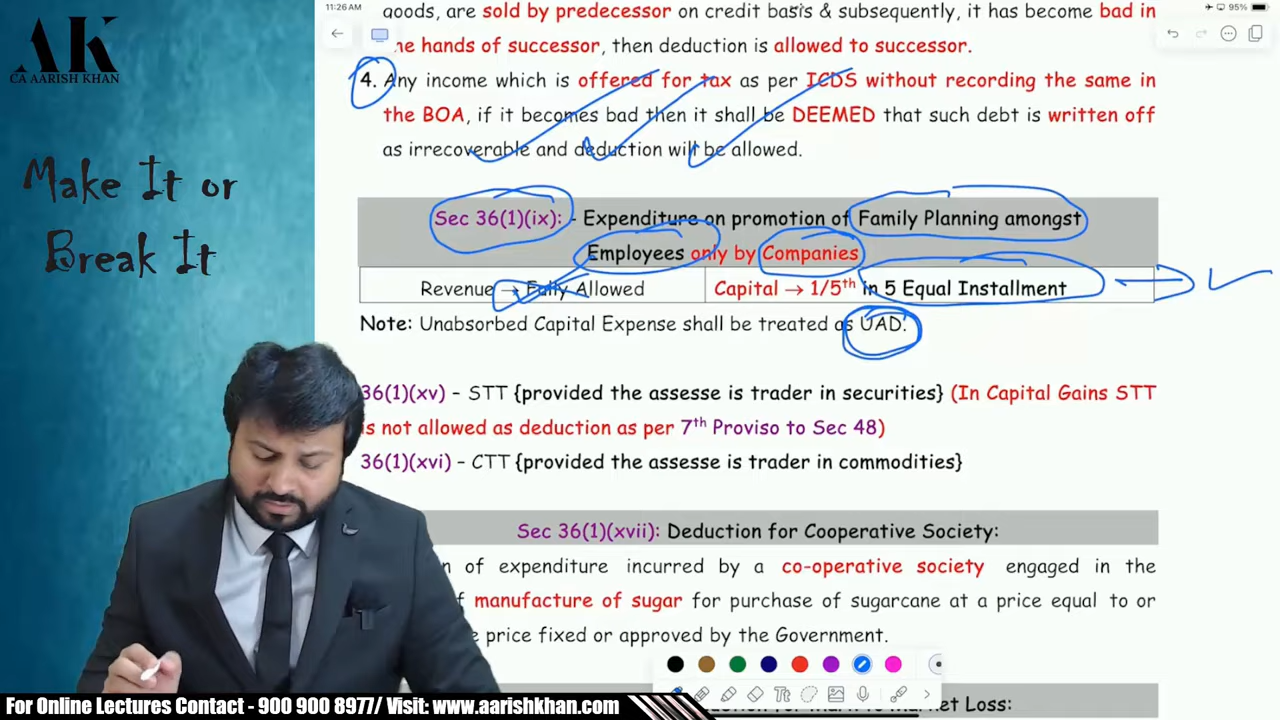 11:26 AM
95%
AK
CA AARISH KHAN
Make It or
Break It
goods, are sold by predecessor on credit basis & subsequently, it has become bad in
hands of successor, then deduction is allowed to successor.
4. Any income which is offered for tax as per ICDS without recording the same in
the BOA, if it becomes bad then it shall be DEEMED that such debt is written off
as irrecoverable and deduction will be allowed.
Sec 36(1)(ix): - Expenditure on promotion of Family Planning amongst
Employees only by Companies
Revenue → Fully Allowed
Capital → 1/5th in 5 Equal Installment
Note: Unabsorbed Capital Expense shall be treated as UAD.
36(1)(xv) – STT {provided the assesse is trader in securities} (In Capital Gains STT
is not allowed as deduction as per 7th Proviso to Sec 48)
36(1)(xvi) – CTT {provided the assesse is trader in commodities}
Sec 36(1)(xvii): Deduction for Cooperative Society:
of expenditure incurred by a co-operative society engaged in the
manufacture of sugar for purchase of sugarcane at a price equal to or
price fixed or approved by the Government.
Tt
Loss:
For Online Lectures Contact - 900 900 8977/ Visit: www.aarishkhan.com